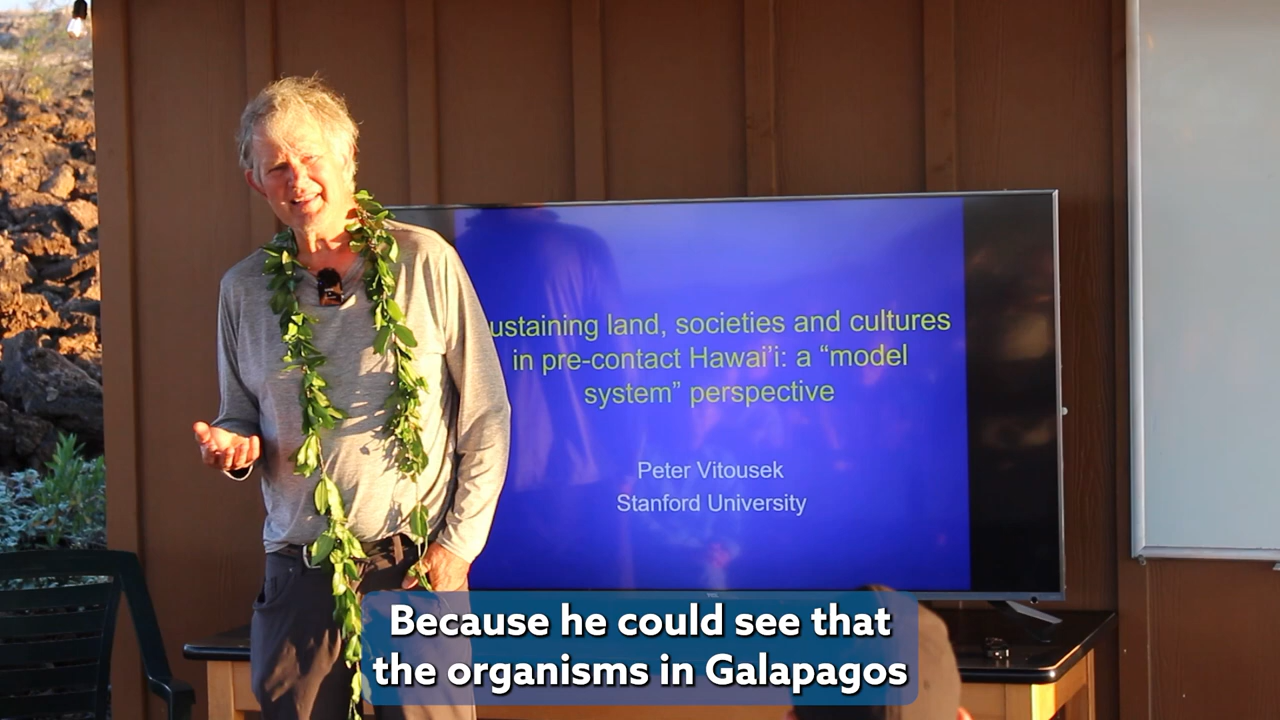 ustaining land, societies and cultures
in pre-contact Hawai'i: a “model
system” perspective
Peter Vitousek
Stanford University
TCL
Because he could see that
the organisms in Galapagos